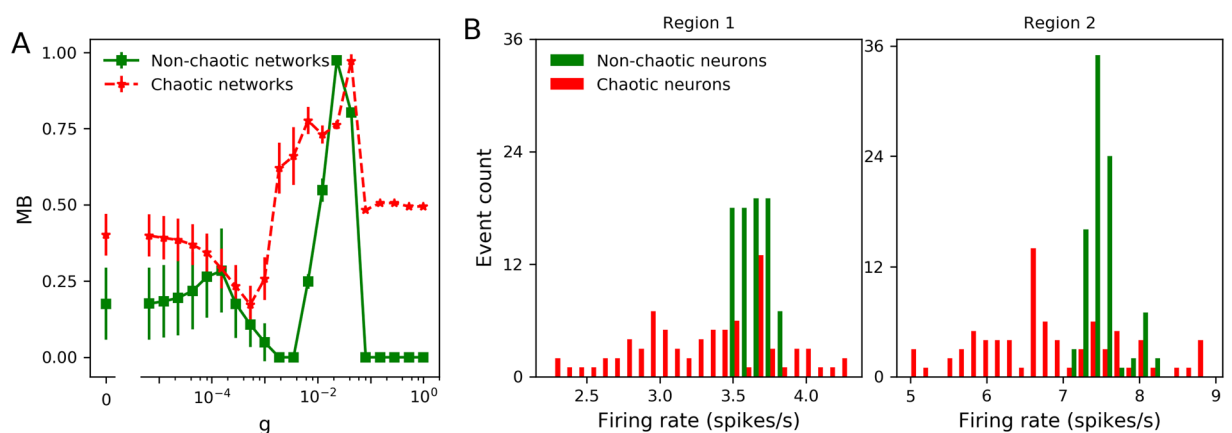 A
MB
1.00
0.75
0.50
0.25
0.00
Non-chaotic networks
Chaotic networks
0
10⁻⁴
10⁻²
10⁰
g
B
Region 1
Event count
36
24
12
0
Non-chaotic neurons
Chaotic neurons
2.5
3.0
3.5
4.0
Firing rate (spikes/s)
Region 2
36
24
12
0
5
6
7
8
9
Firing rate (spikes/s)